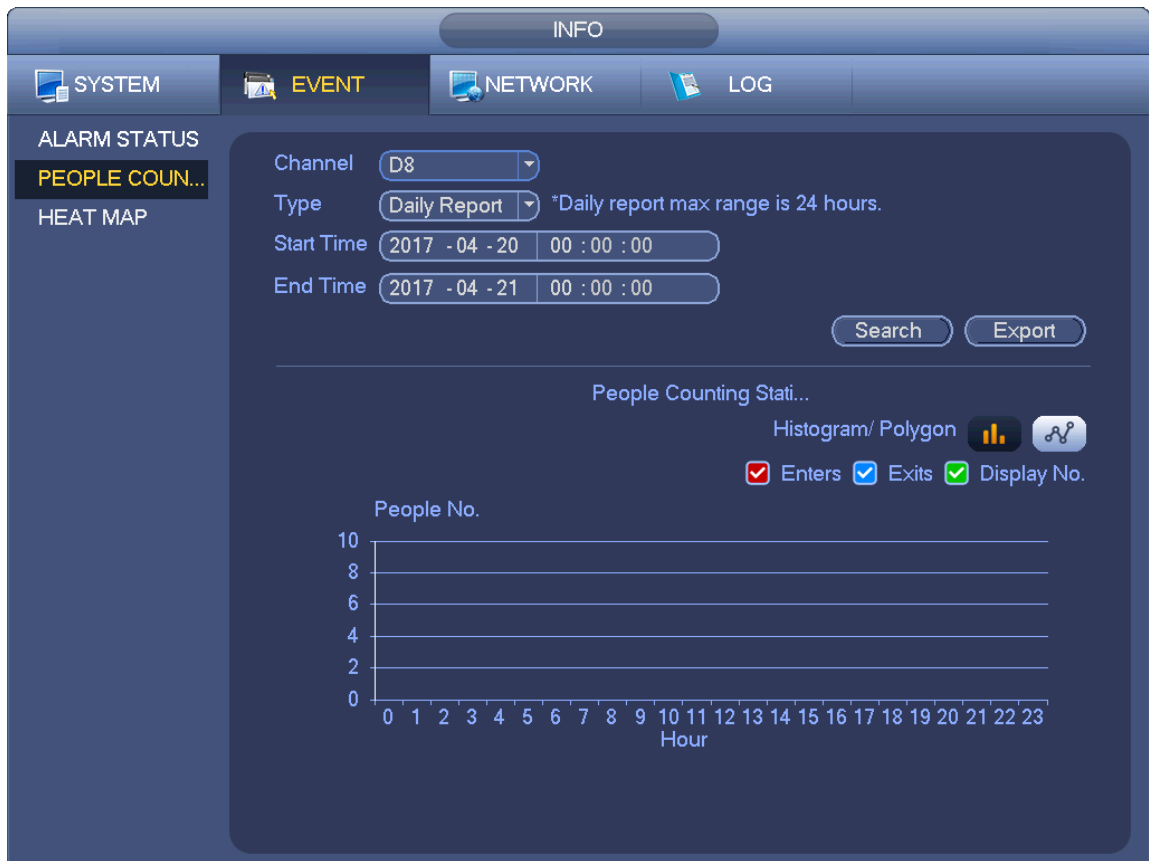 INFO
SYSTEM EVENT NETWORK LOG
ALARM STATUS
PEOPLE COUN...
HEAT MAP
Channel D8
Type Daily Report *Daily report max range is 24 hours.
Start Time 2017 - 04 - 20 00 : 00 : 00
End Time 2017 - 04 - 21 00 : 00 : 00
Search Export
People Counting Stati...
Histogram/ Polygon
Enters Exits Display No.
People No.
10
8
6
4
2
0
0 1 2 3 4 5 6 7 8 9 10 11 12 13 14 15 16 17 18 19 20 21 22 23
Hour